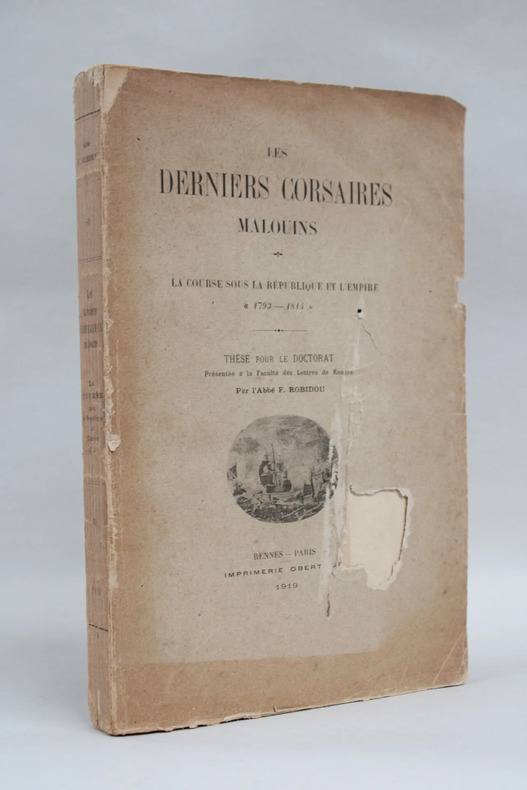 LES
DERNIERS CORSAIRES
MALOUINS
LA COURSE SOUS LA RÉPUBLIQUE ET L'EMPIRE
« 1793 — 1814 »
THÈSE POUR LE DOCTORAT
Présentée à la Faculté des Lettres de Rennes
Par l'Abbé F. ROBIDOU
RENNES — PARIS
IMPRIMERIE OBERT
1919